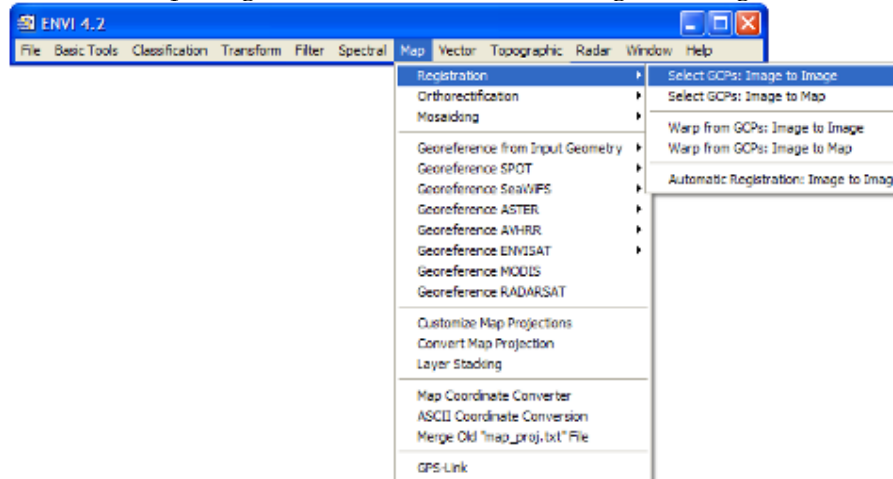 ENVI 4.2
File Basic Tools Classification Transform Filter Spectral Map Vector Topographic Radar Window Help
Registration
Select GCPs: Image to Image
Orthorectification
Select GCPs: Image to Map
Mosaicking
Warp from GCPs: Image to Image
Warp from GCPs: Image to Map
Automatic Registration: Image to Imag
Georeference from Input Geometry
Georeference SPOT
Georeference SeaWiFS
Georeference ASTER
Georeference AVHRR
Georeference ENVISAT
Georeference MODIS
Georeference RADARSAT
Customize Map Projections
Convert Map Projection
Layer Stacking
Map Coordinate Converter
ASCII Coordinate Conversion
Merge Old "map_proj.txt" File
GPS-Link